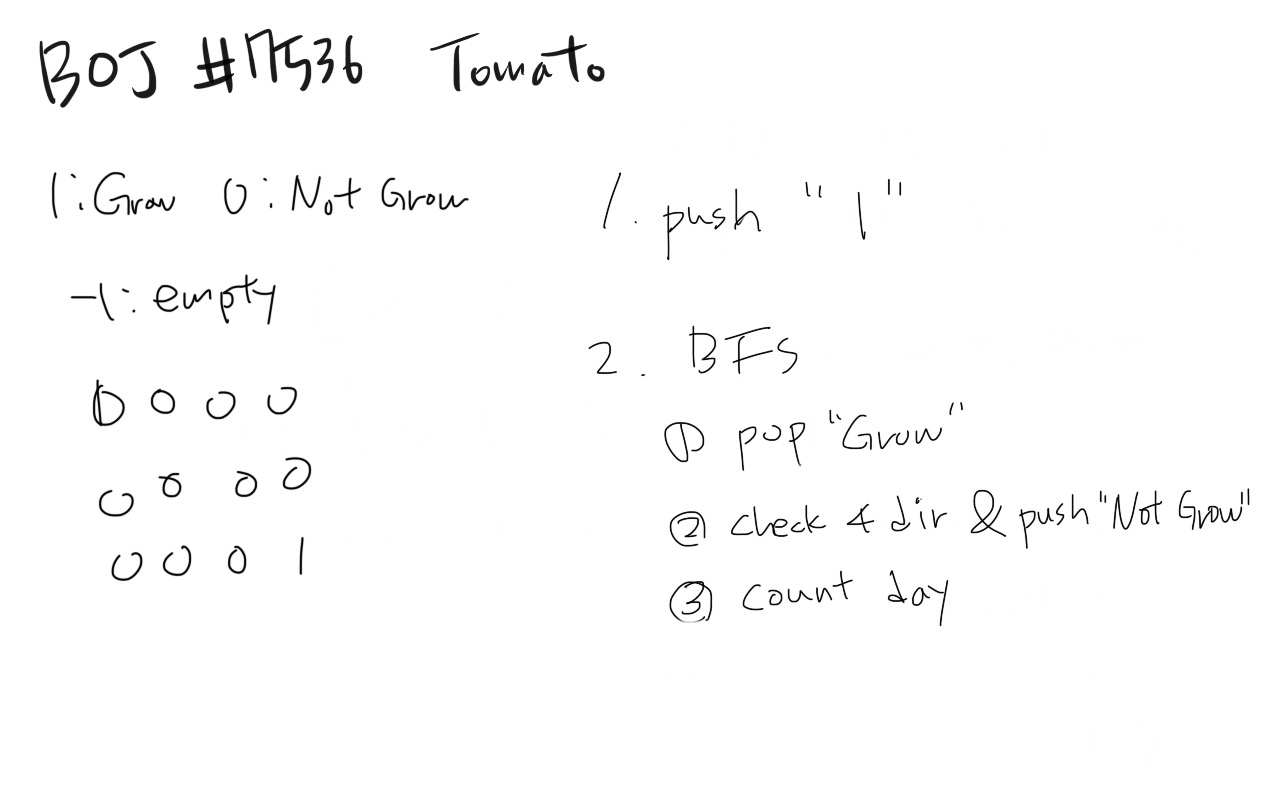 BOJ #17536 Tomato
1: Grow 0: Not Grow
-1: empty
0 0 0 0
0 0 0 0
0 0 0 1
1. push "1"
2. BFS
① pop "Grow"
② check 4 dir & push "Not Grow"
③ count day